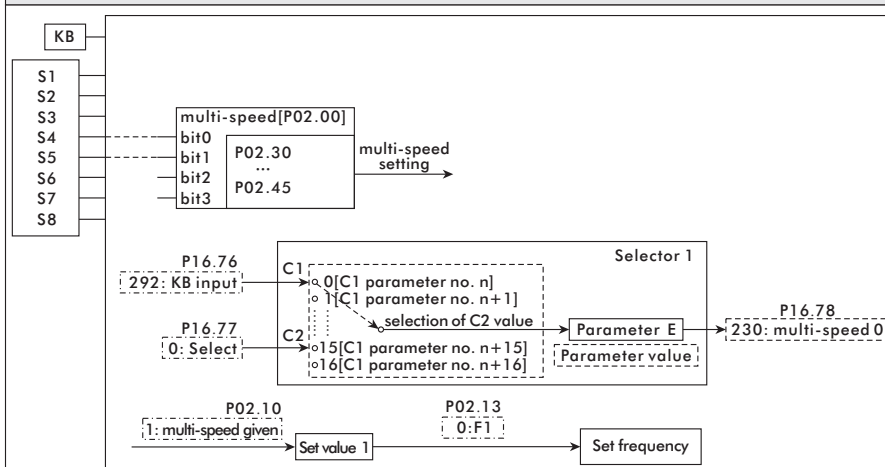 KB
S1
S2
S3
S4
S5
S6
S7
S8
multi-speed[P02.00]
bit0
bit1
bit2
bit3
P02.30
...
P02.45
multi-speed
setting
P16.76
292: KB input
P16.77
0: Select
C1
C2
Selector 1
0[C1 parameter no. n]
1[C1 parameter no. n+1]
selection of C2 value
15[C1 parameter no. n+15]
16[C1 parameter no. n+16]
Parameter E
Parameter value
P16.78
230: multi-speed 0
P02.10
1: multi-speed given
Set value 1
P02.13
0:F1
Set frequency